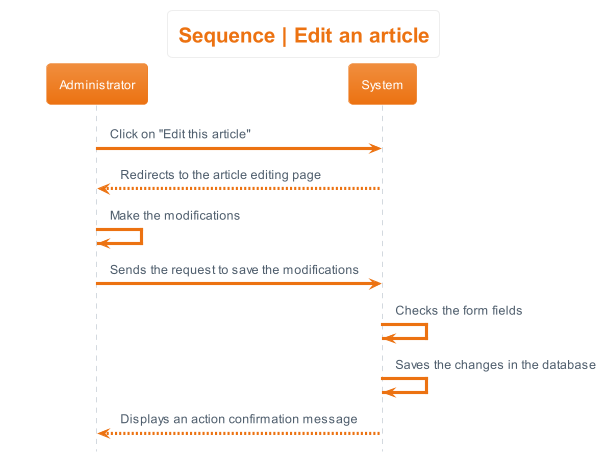 Sequence | Edit an article
Administrator
System
Click on "Edit this article"
Redirects to the article editing page
Make the modifications
Sends the request to save the modifications
Checks the form fields
Saves the changes in the database
Displays an action confirmation message